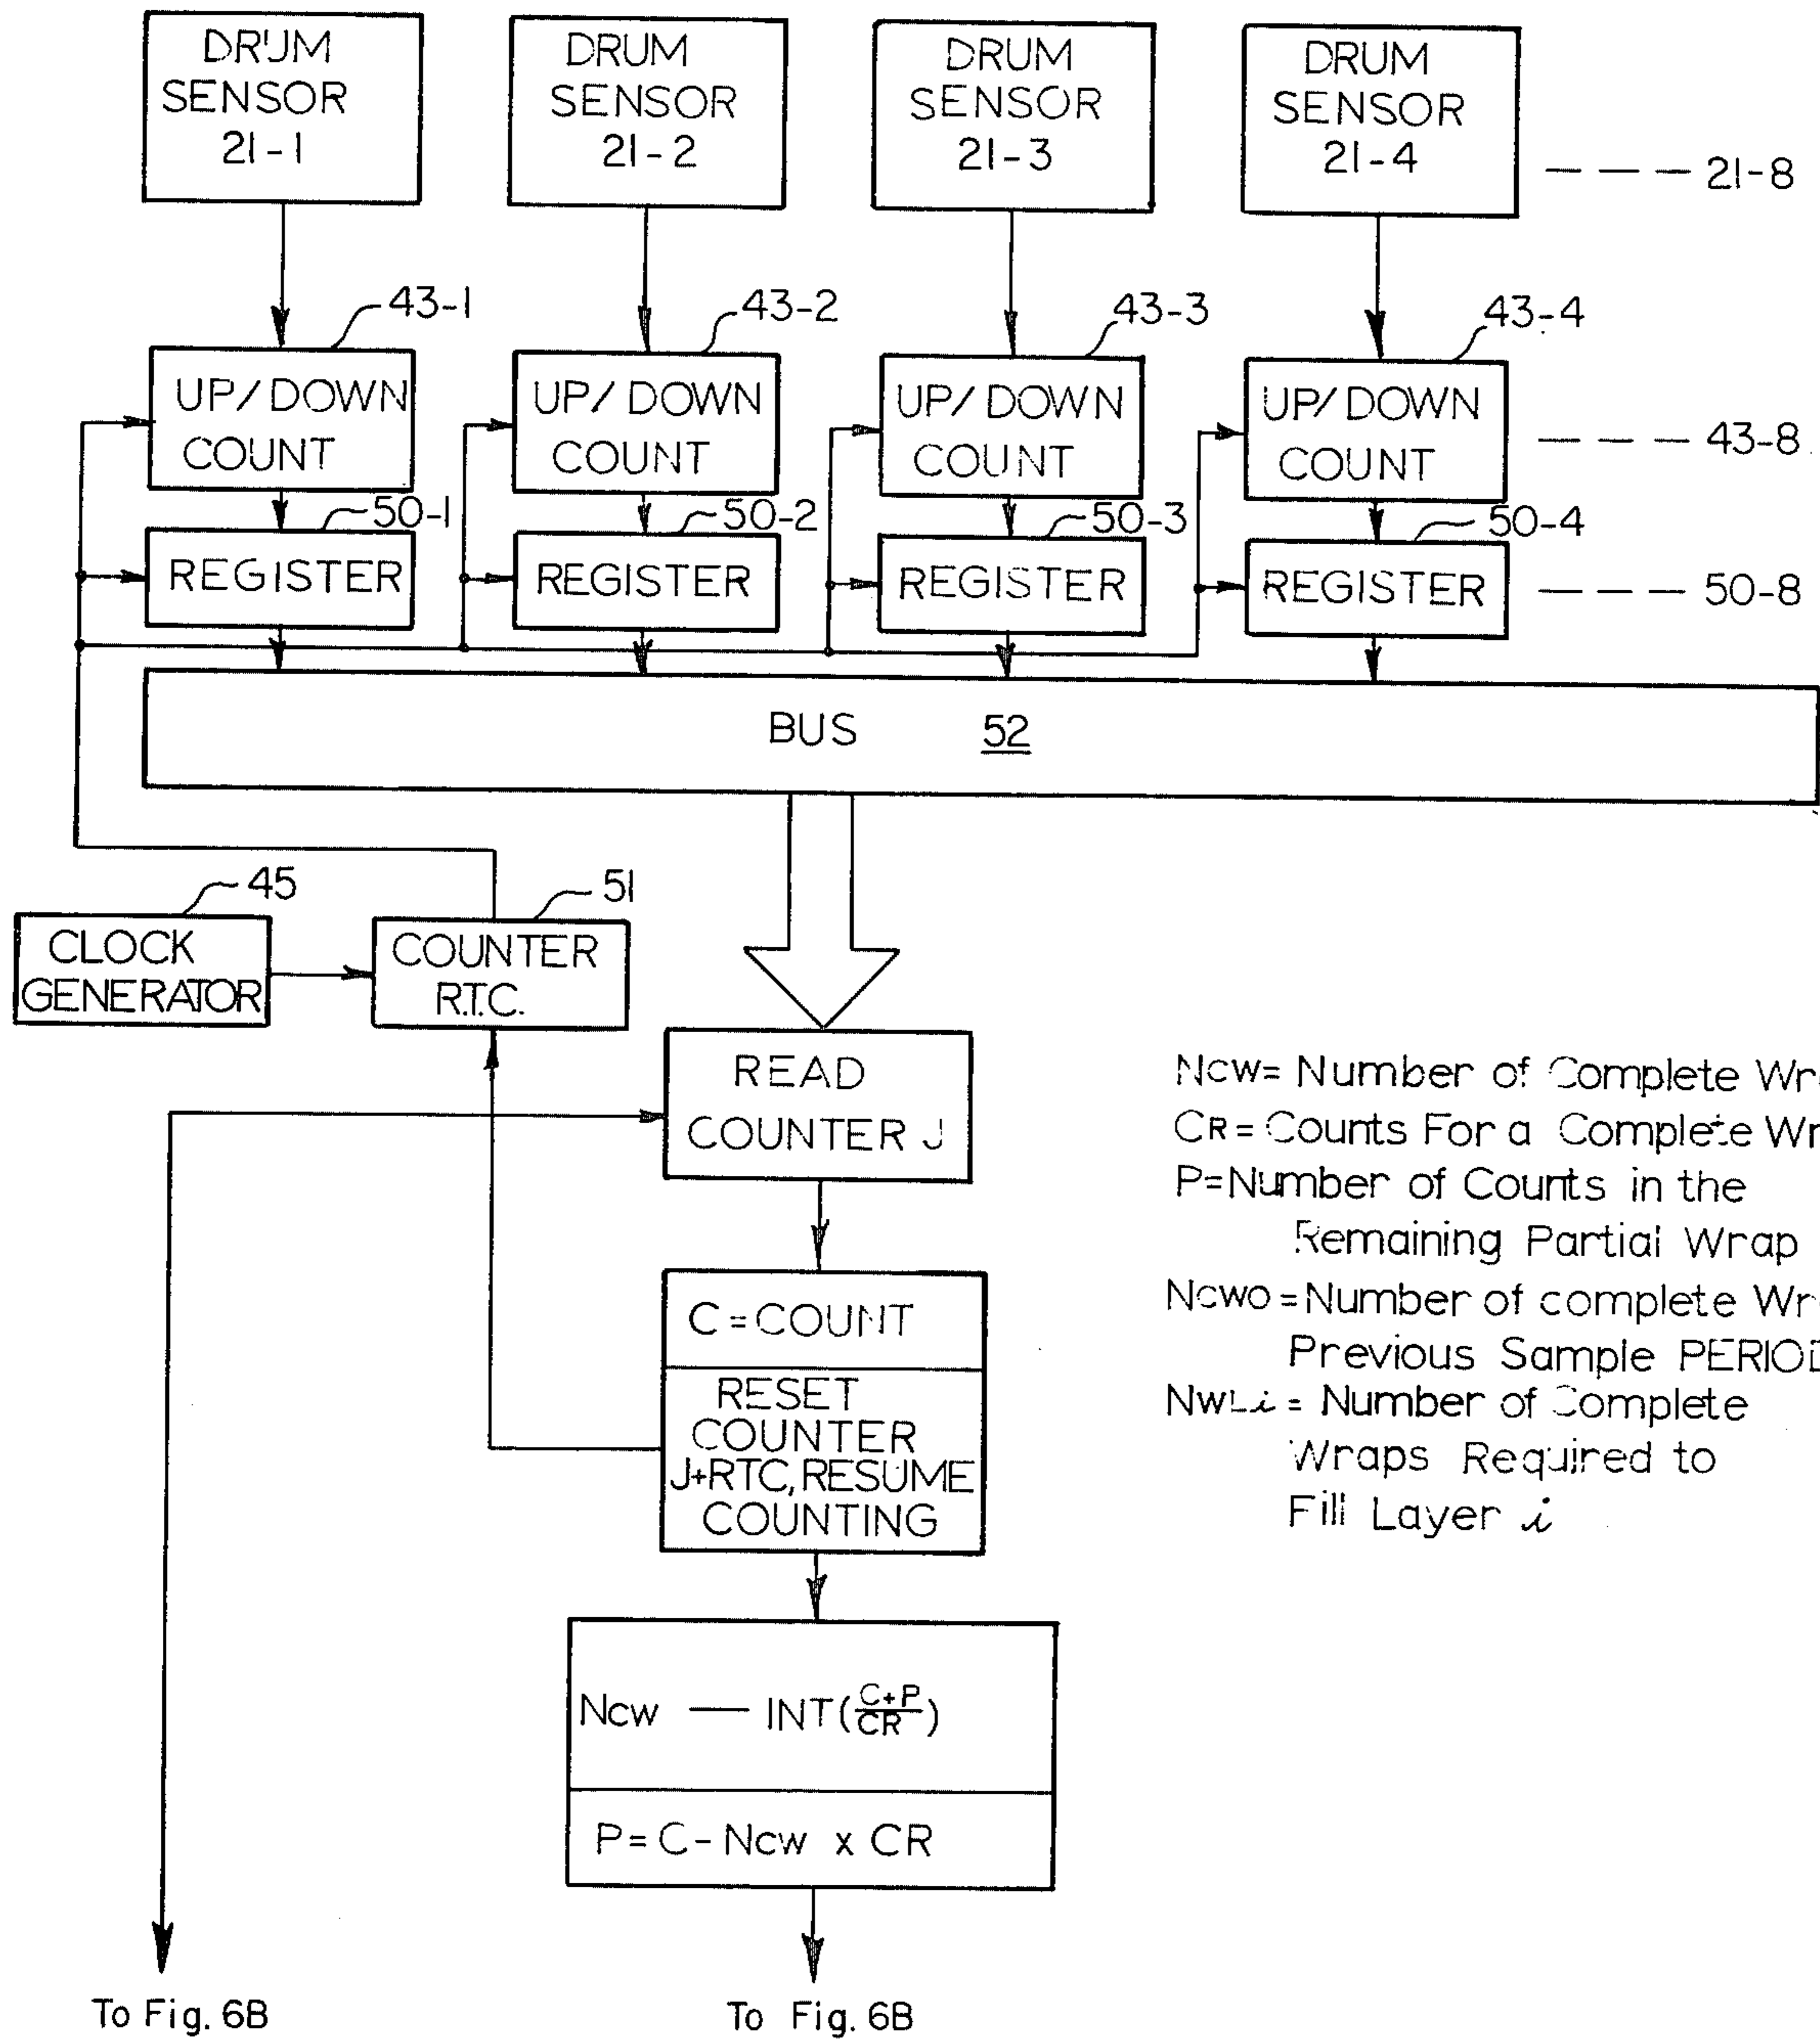 DRUM
SENSOR
21-1
DRUM
SENSOR
21-2
DRUM
SENSOR
21-3
DRUM
SENSOR
21-4
— — — 21-8
43-1
43-2
43-3
43-4
UP/DOWN
COUNT
UP/DOWN
COUNT
UP/DOWN
COUNT
UP/DOWN
COUNT
— — — 43-8
50-1
50-2
50-3
50-4
REGISTER
REGISTER
REGISTER
REGISTER
— — — 50-8
BUS 52
45
51
CLOCK
GENERATOR
COUNTER
R.T.C.
READ
COUNTER J
C = COUNT
RESET
COUNTER
J+RTC, RESUME
COUNTING
NCW — INT(C+P/CR)
P = C - NCW x CR
NCW = Number of Complete Wr
CR = Counts For a Complete Wr
P = Number of Counts in the
Remaining Partial Wrap
NCWO = Number of complete Wr
Previous Sample PERIOD
NWLi = Number of Complete
Wraps Required to
Fill Layer i
To Fig. 6B
To Fig. 6B